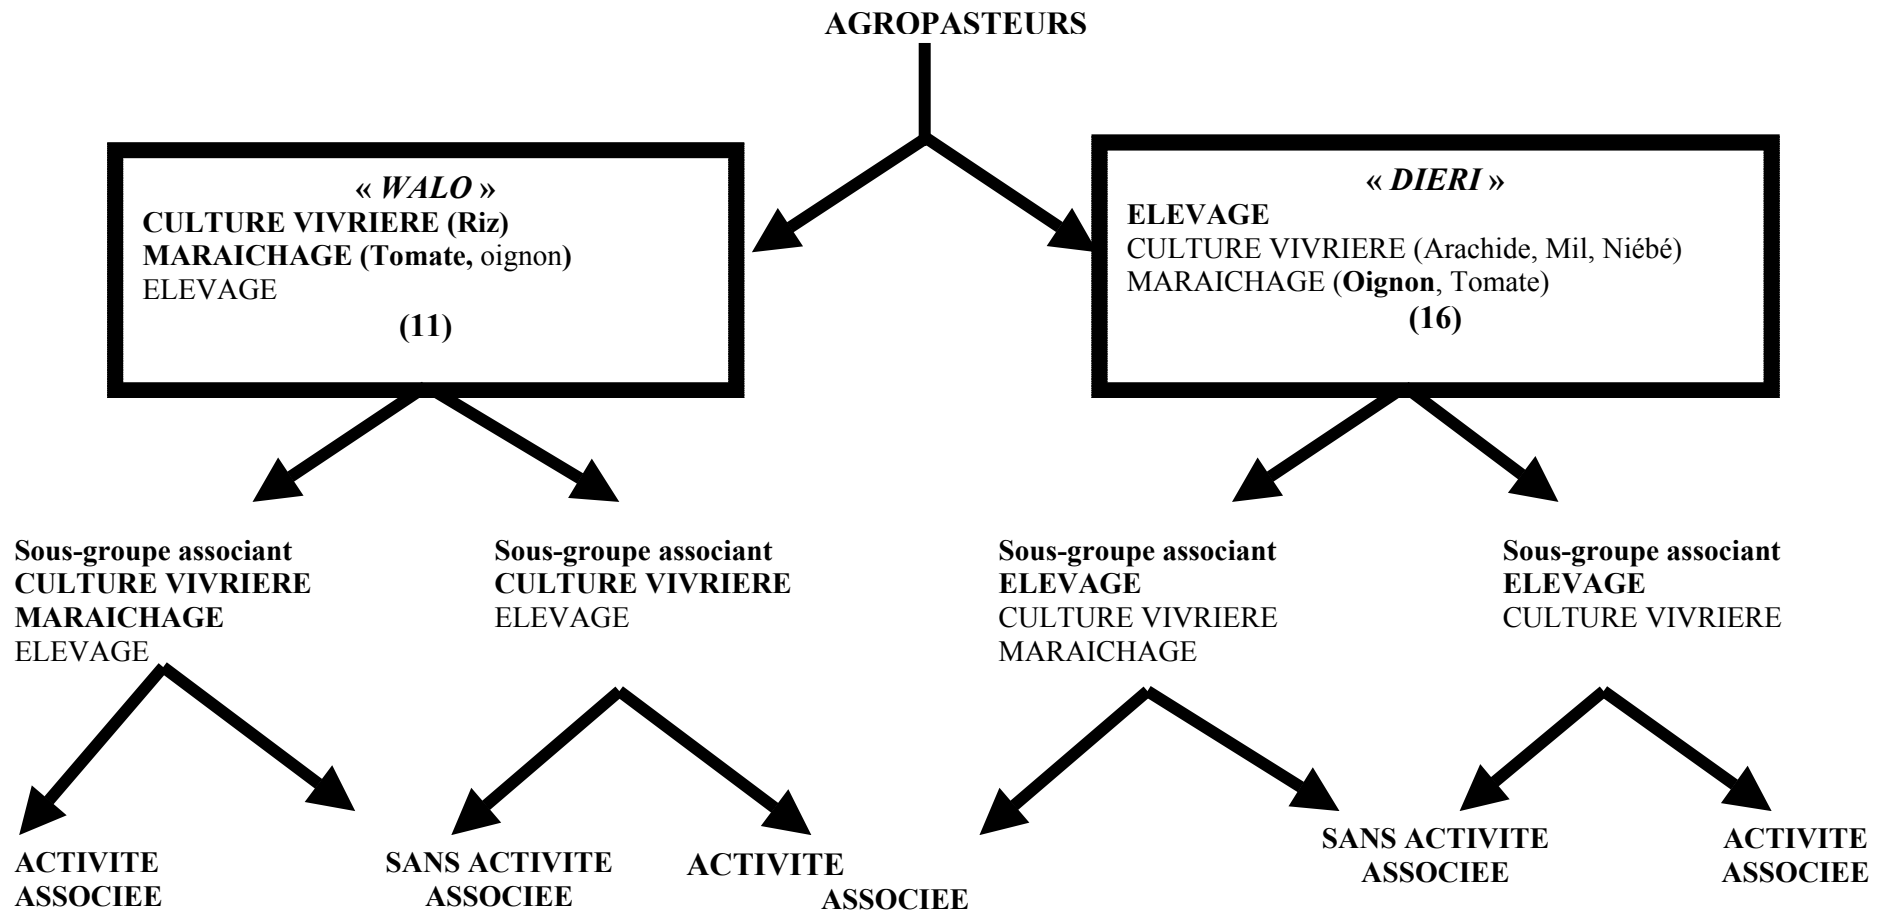 AGROPASTEURS
« WALO »
CULTURE VIVRIERE (Riz)
MARAICHAGE (Tomate, oignon)
ELEVAGE
(11)
« DIERI »
ELEVAGE
CULTURE VIVRIERE (Arachide, Mil, Niébé)
MARAICHAGE (Oignon, Tomate)
(16)
Sous-groupe associant
CULTURE VIVRIERE
MARAICHAGE
ELEVAGE
Sous-groupe associant
CULTURE VIVRIERE
ELEVAGE
Sous-groupe associant
ELEVAGE
CULTURE VIVRIERE
MARAICHAGE
Sous-groupe associant
ELEVAGE
CULTURE VIVRIERE
ACTIVITE
ASSOCIEE
SANS ACTIVITE
ASSOCIEE
ACTIVITE
ASSOCIEE
SANS ACTIVITE
ASSOCIEE
ACTIVITE
ASSOCIEE